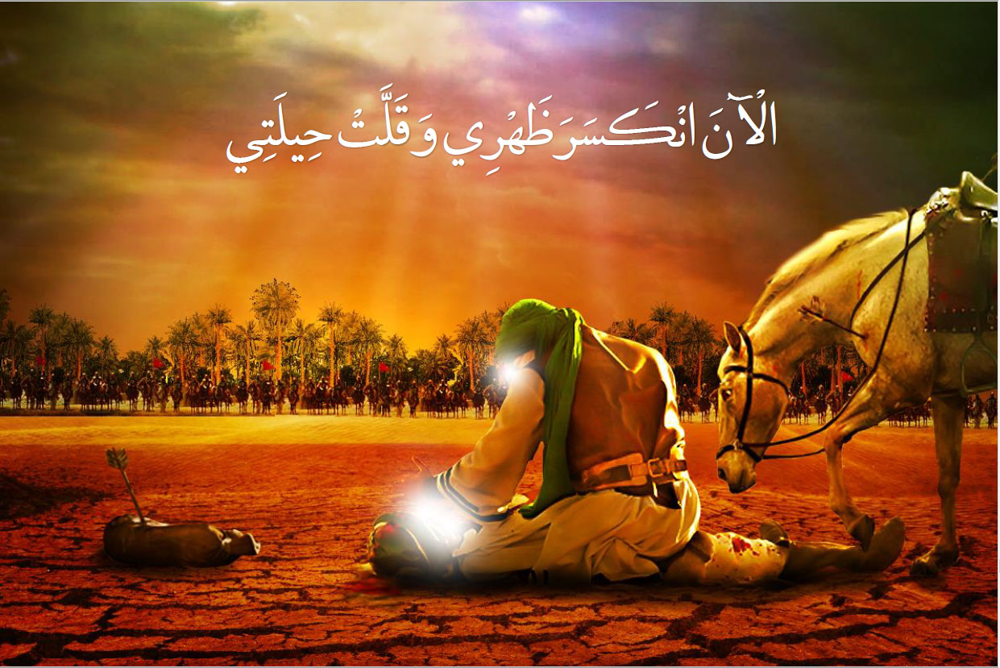 الْآنَ انْكَسَرَ ظَهْرِي وَ قَلَّتْ حِيلَتِي